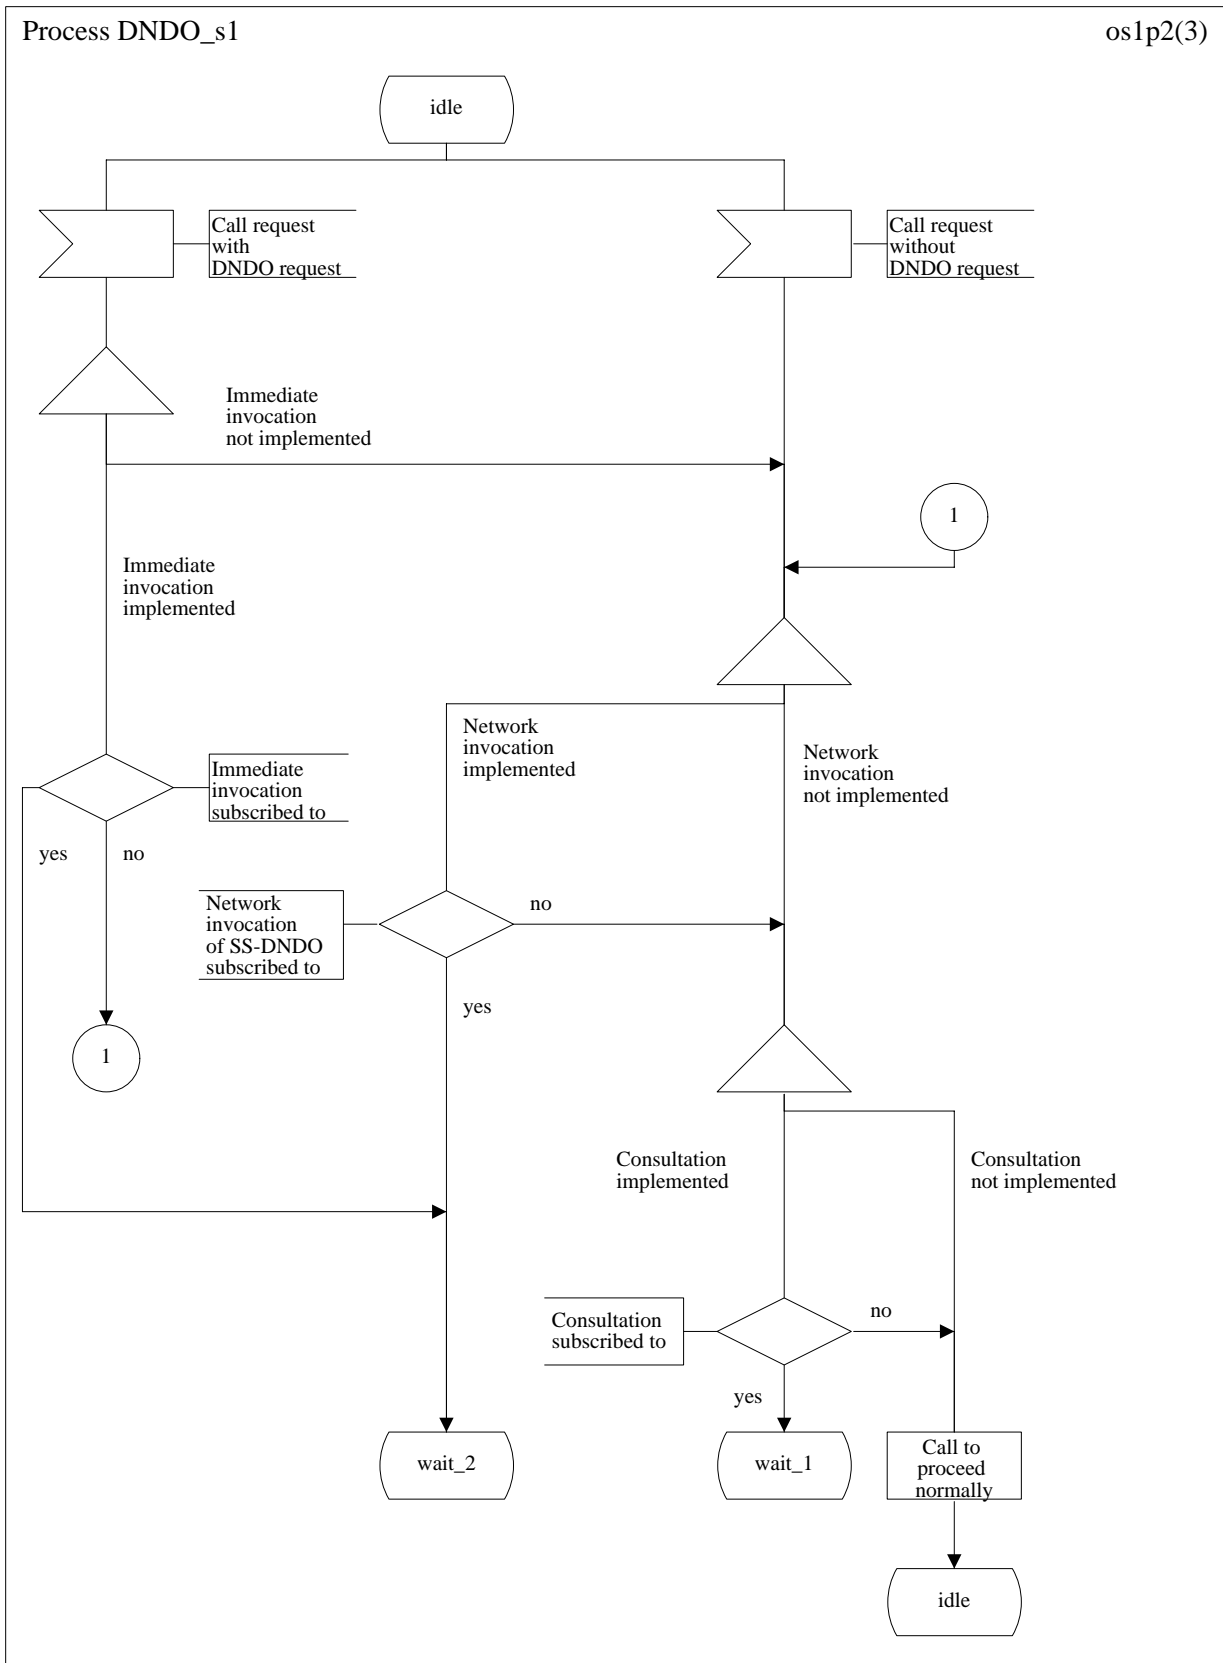 Process DNDO_s1
os1p2(3)
idle
Call request
with
DNDO request
Call request
without
DNDO request
Immediate
invocation
not implemented
1
Immediate
invocation
implemented
Network
invocation
implemented
Network
invocation
not implemented
Immediate
invocation
subscribed to
yes
no
Network
invocation
of SS-DNDO
subscribed to
no
yes
1
Consultation
implemented
Consultation
not implemented
Consultation
subscribed to
no
yes
wait_2
wait_1
Call to
proceed
normally
idle